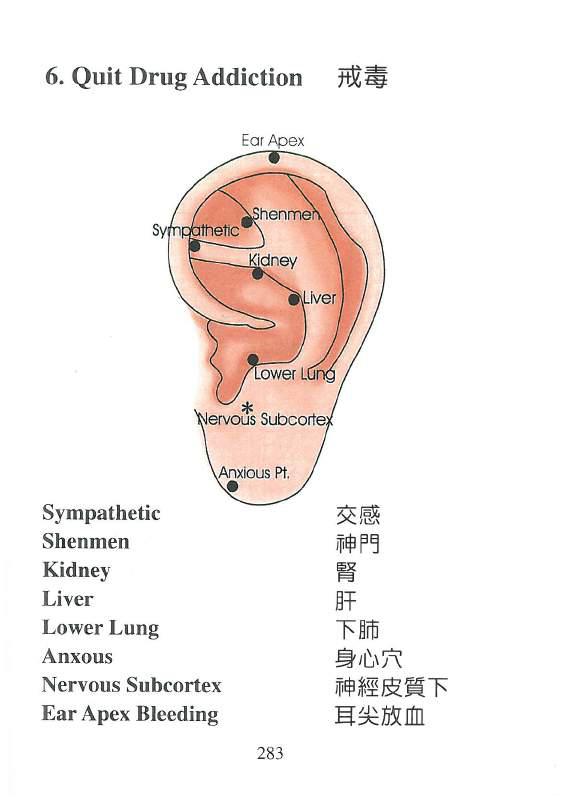 6. Quit Drug Addiction 戒毒
Ear Apex
Shenmen
Sympathetic
Kidney
Liver
Lower Lung
Nervous Subcortex
Anxious Pt.
Sympathetic 交感
Shenmen 神門
Kidney 腎
Liver 肝
Lower Lung 下肺
Anxous 身心穴
Nervous Subcortex 神經皮質下
Ear Apex Bleeding 耳尖放血
283